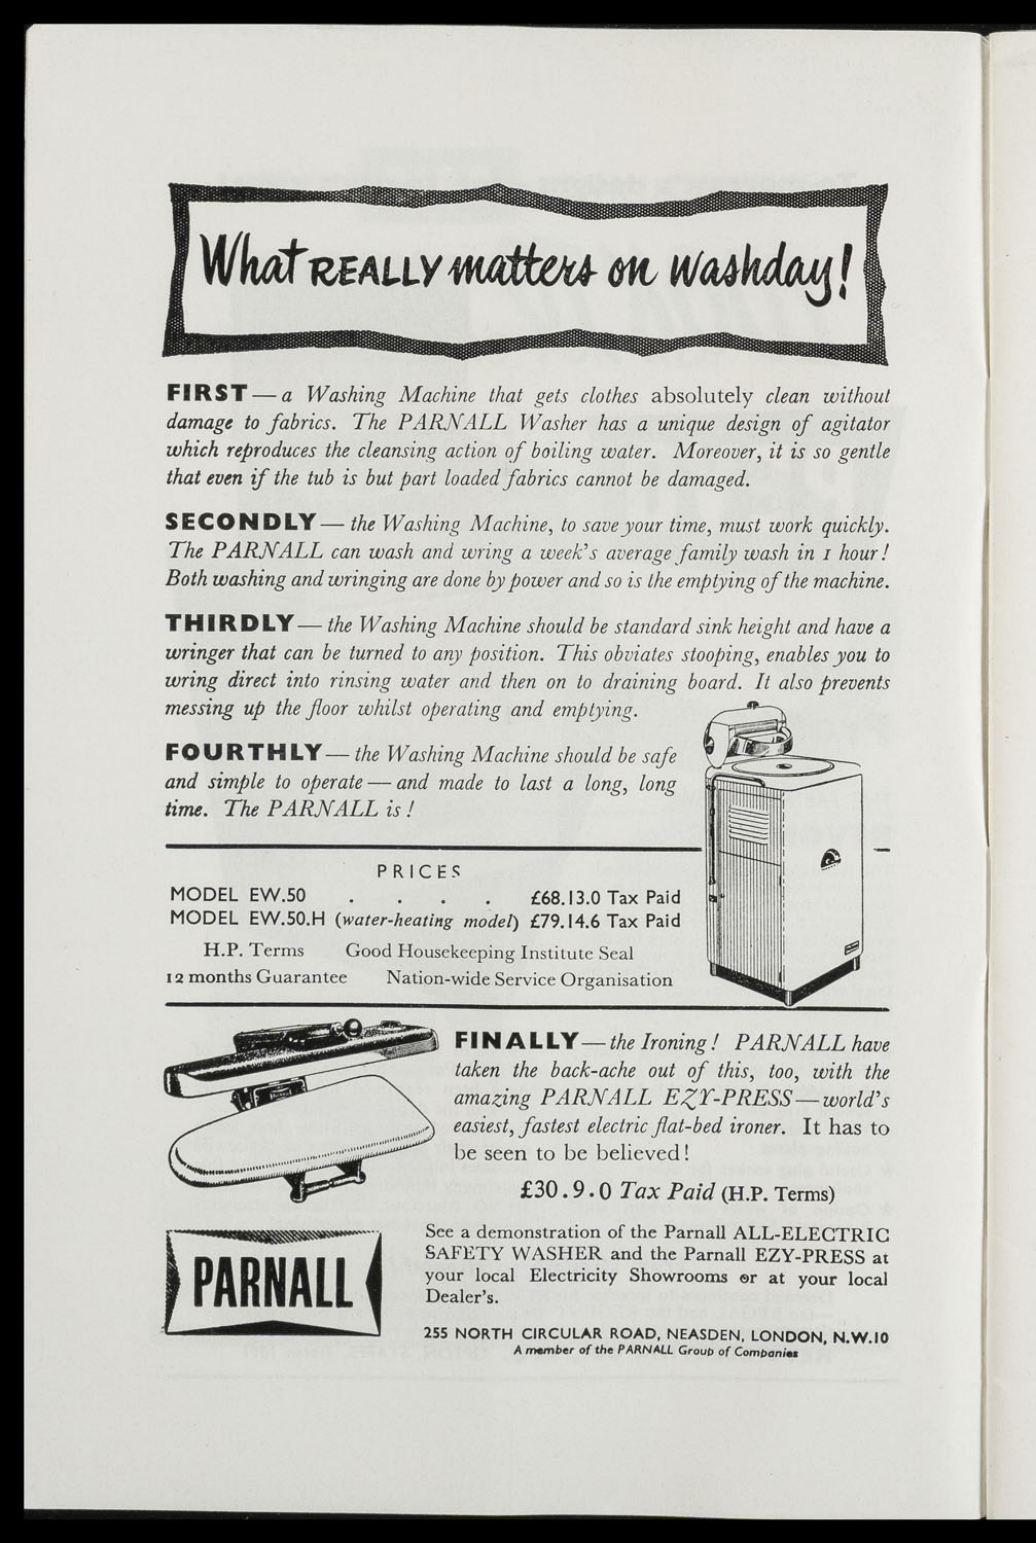 What REALLY matters on washday!
FIRST — a Washing Machine that gets clothes absolutely clean without
damage to fabrics. The PARNALL Washer has a unique design of agitator
which reproduces the cleansing action of boiling water. Moreover, it is so gentle
that even if the tub is but part loaded fabrics cannot be damaged.
SECONDLY — the Washing Machine, to save your time, must work quickly.
The PARNALL can wash and wring a week's average family wash in 1 hour!
Both washing and wringing are done by power and so is the emptying of the machine.
THIRDLY — the Washing Machine should be standard sink height and have a
wringer that can be turned to any position. This obviates stooping, enables you to
wring direct into rinsing water and then on to draining board. It also prevents
messing up the floor whilst operating and emptying.
FOURTHLY — the Washing Machine should be safe
and simple to operate — and made to last a long, long
time. The PARNALL is!
PRICES
MODEL EW.50 . . . . £68.13.0 Tax Paid
MODEL EW.50.H (water-heating model) £79.14.6 Tax Paid
H.P. Terms Good Housekeeping Institute Seal
12 months Guarantee Nation-wide Service Organisation
FINALLY — the Ironing! PARNALL have
taken the back-ache out of this, too, with the
amazing PARNALL EZY-PRESS — world's
easiest, fastest electric flat-bed ironer. It has to
be seen to be believed!
£30.9.0 Tax Paid (H.P. Terms)
PARNALL
See a demonstration of the Parnall ALL-ELECTRIC
SAFETY WASHER and the Parnall EZY-PRESS at
your local Electricity Showrooms or at your local
Dealer's.
255 NORTH CIRCULAR ROAD, NEASDEN, LONDON, N.W.10
A member of the PARNALL Group of Companies